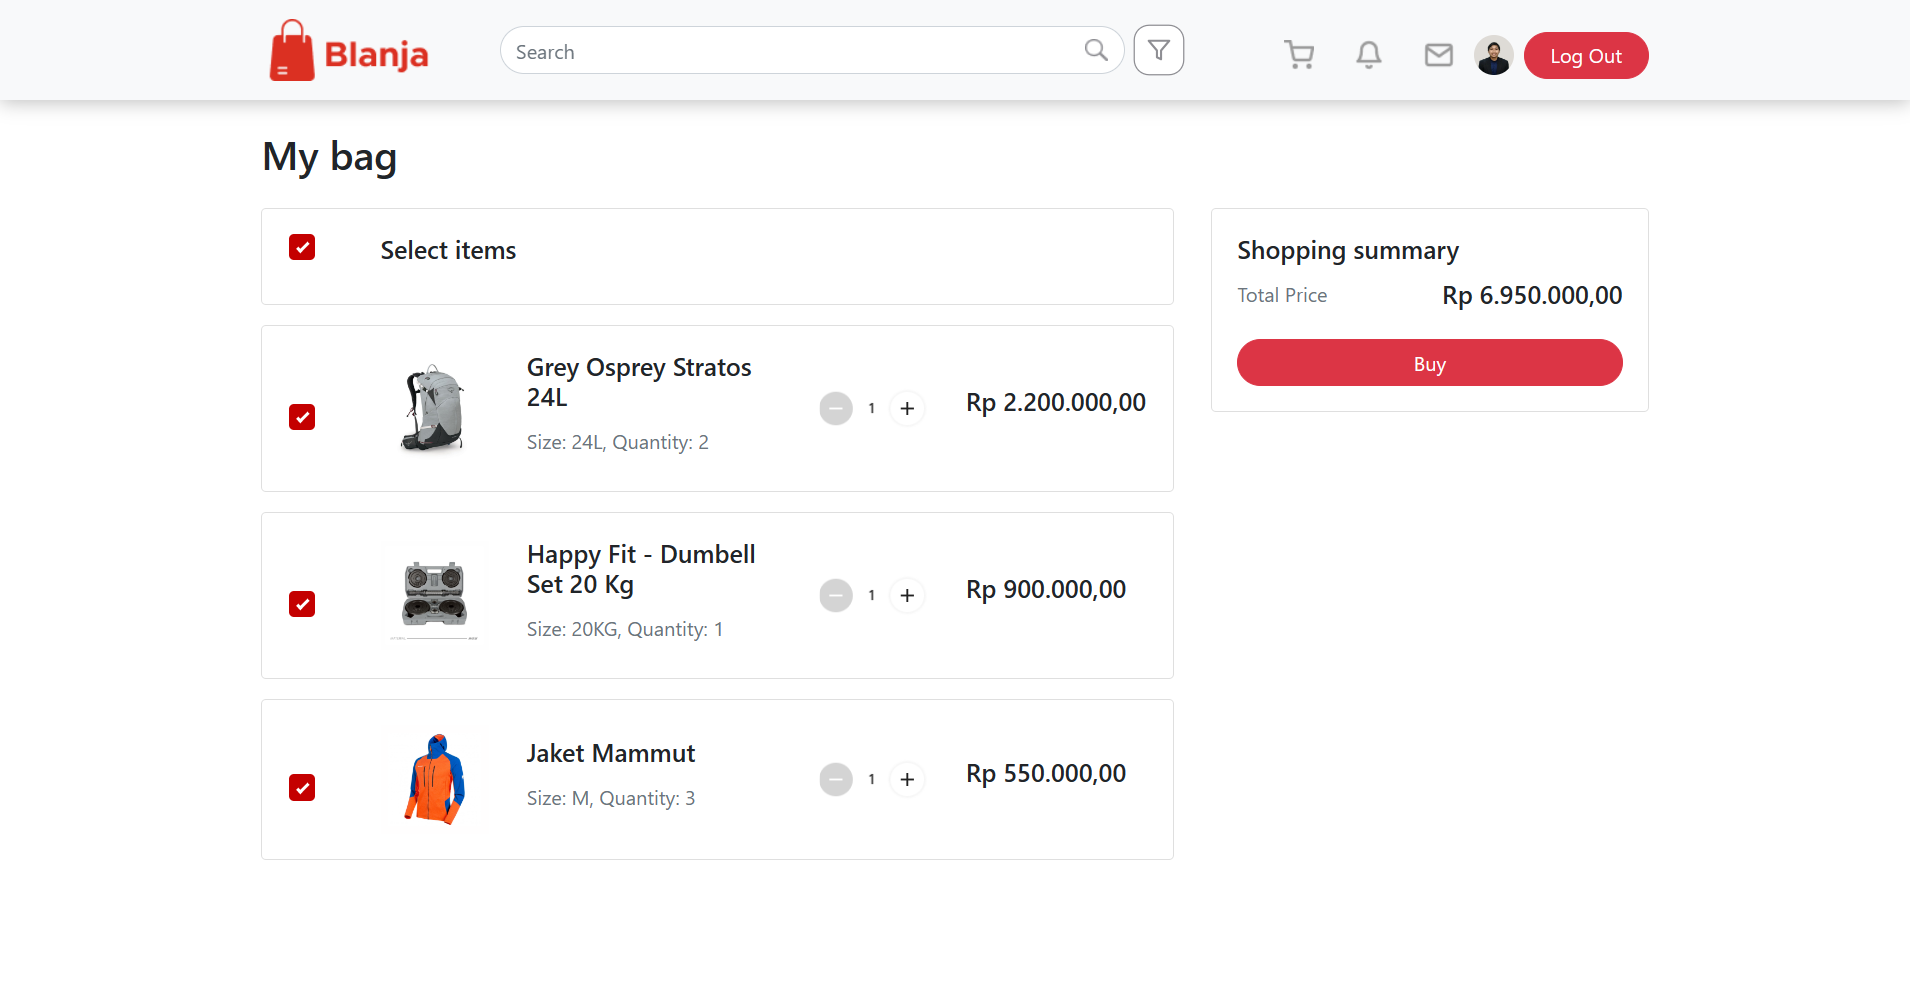 Blanja
Search
Log Out
My bag
Select items
Grey Osprey Stratos
24L
Size: 24L, Quantity: 2
1
Rp 2.200.000,00
Happy Fit - Dumbell
Set 20 Kg
Size: 20KG, Quantity: 1
1
Rp 900.000,00
Jaket Mammut
Size: M, Quantity: 3
1
Rp 550.000,00
Shopping summary
Total Price
Rp 6.950.000,00
Buy